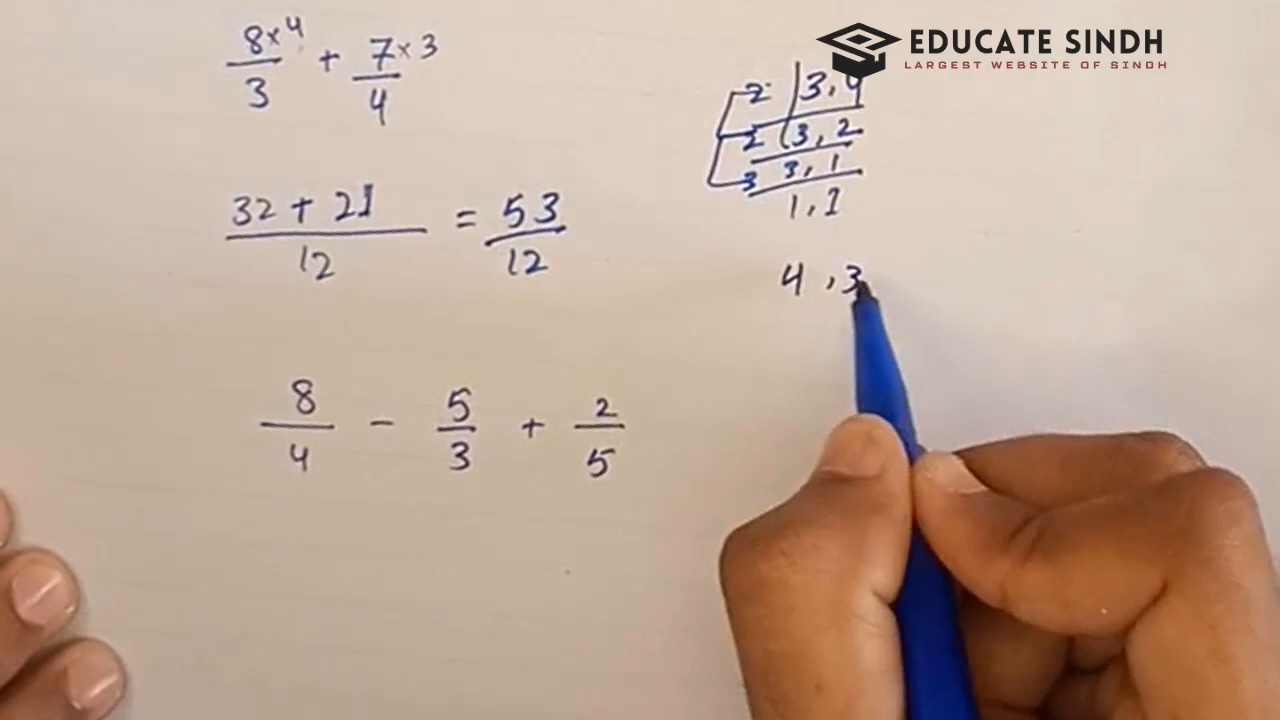 EDUCATE SINDH
LARGEST WEBSITE OF SINDH
8×4 + 7×3
3 4
2 3, 4
2 3, 2
3 3, 1
1, 1
32 + 21 = 53
12 12
4, 3
8 - 5 + 2
4 3 5